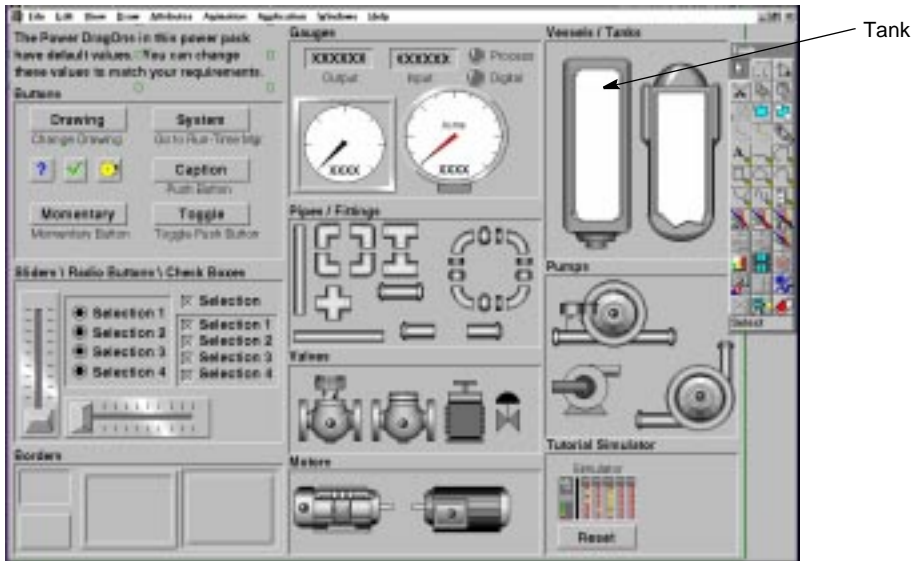 File Edit View Draw Attributes Animation Application Windows Help
The Power DragOns in this power pack
have default values. You can change
these values to match your requirements.
Buttons
Drawing
System
Change Drawing
Go to Run-Time Mgr
?
Caption
Push Button
Momentary
Toggle
Momentary Button
Toggle Push Button
Sliders \ Radio Buttons \ Check Boxes
Selection 1
Selection 2
Selection 3
Selection 4
Selection
Selection 1
Selection 2
Selection 3
Selection 4
Borders
Gauges
XXXXXX
XXXXXX
Process
Output
Input
Digital
XXXX
XXXX
Pipes / Fittings
Valves
Motors
Vessels / Tanks
Tank
Pumps
Select
Tutorial Simulator
Simulator
Reset